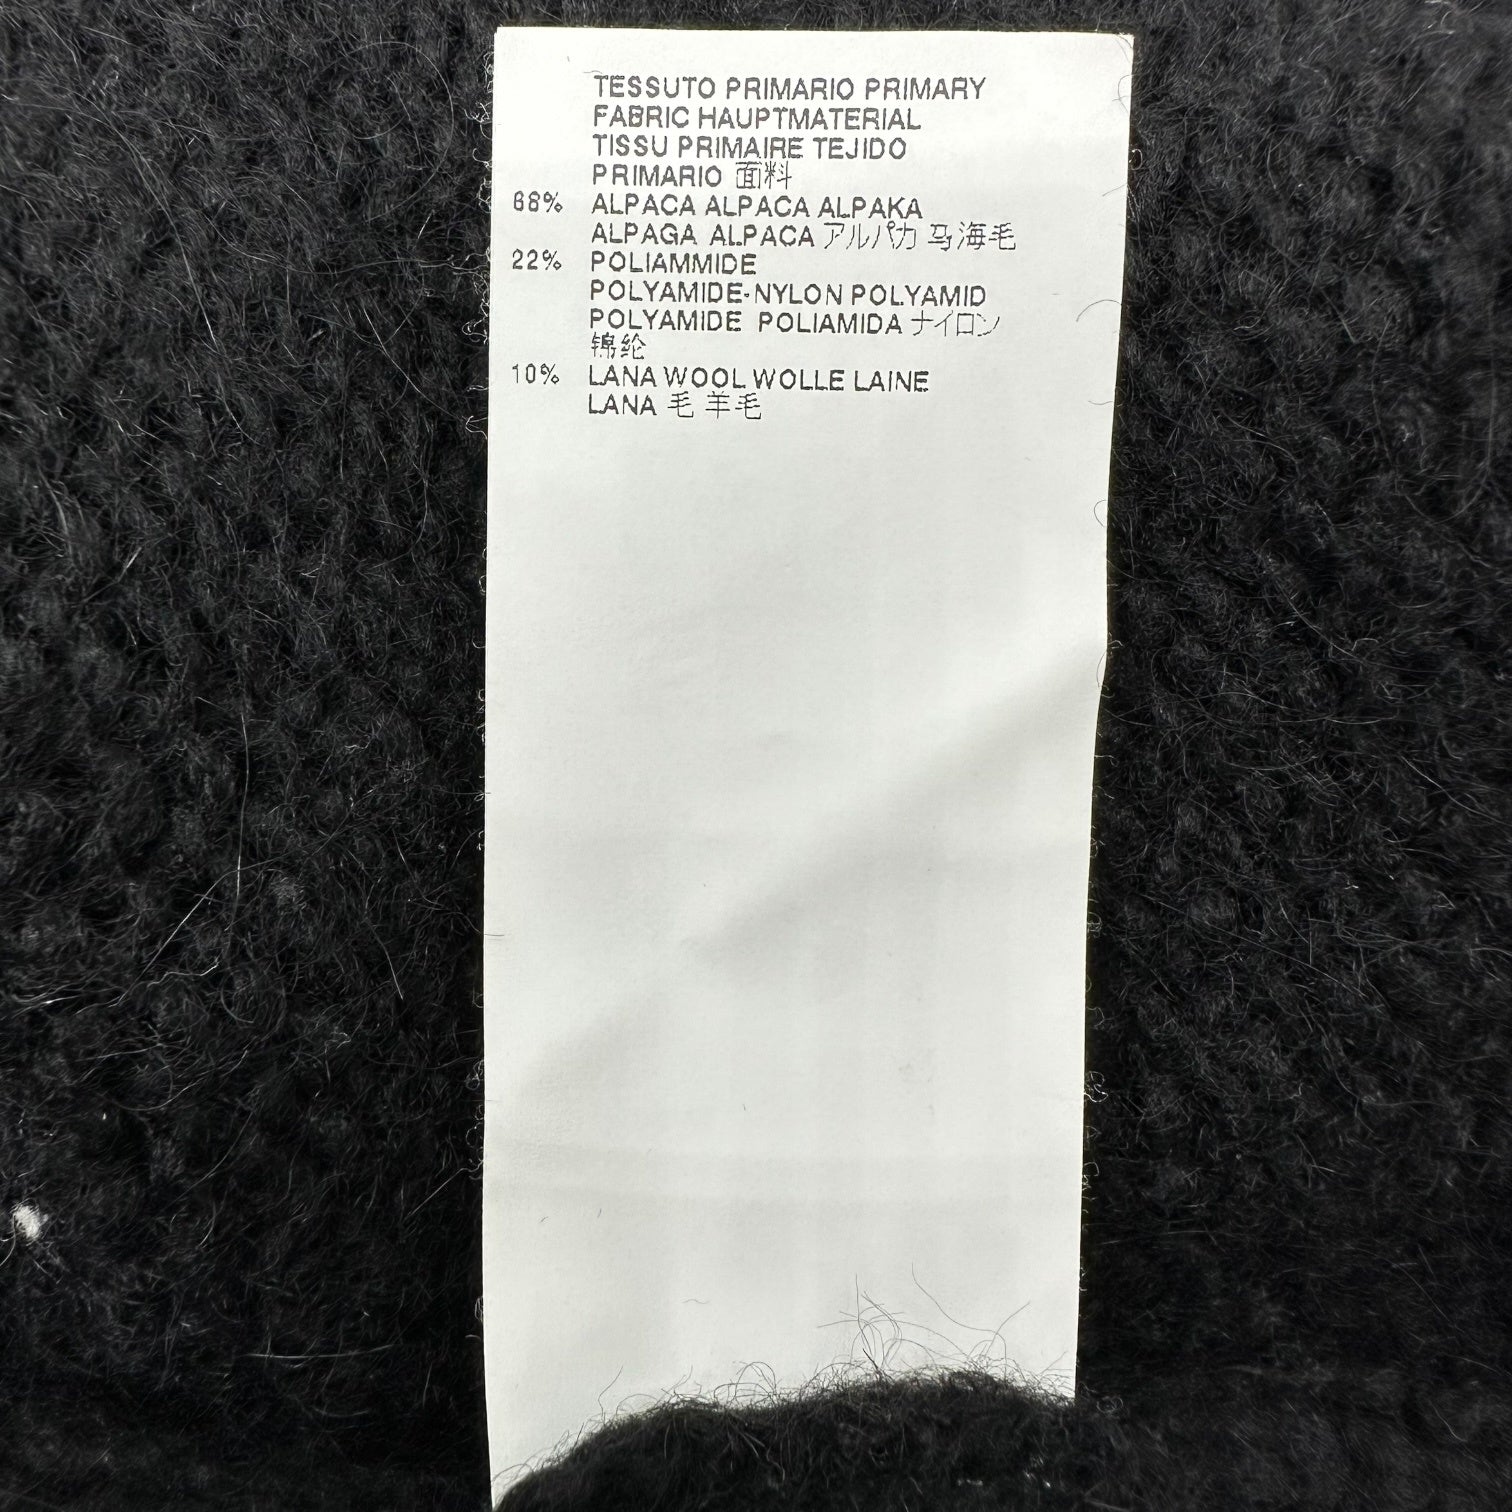 TESSUTO PRIMARIO PRIMARY
FABRIC HAUPTMATERIAL
TISSU PRIMAIRE TEJIDO
PRIMARIO 面料
68% ALPACA ALPACA ALPAKA
ALPAGA ALPACA アルパカ 马海毛
22% POLIAMMIDE
POLYAMIDE-NYLON POLYAMID
POLYAMIDE POLIAMIDA ナイロン
锦纶
10% LANA WOOL WOLLE LAINE
LANA 毛 羊毛